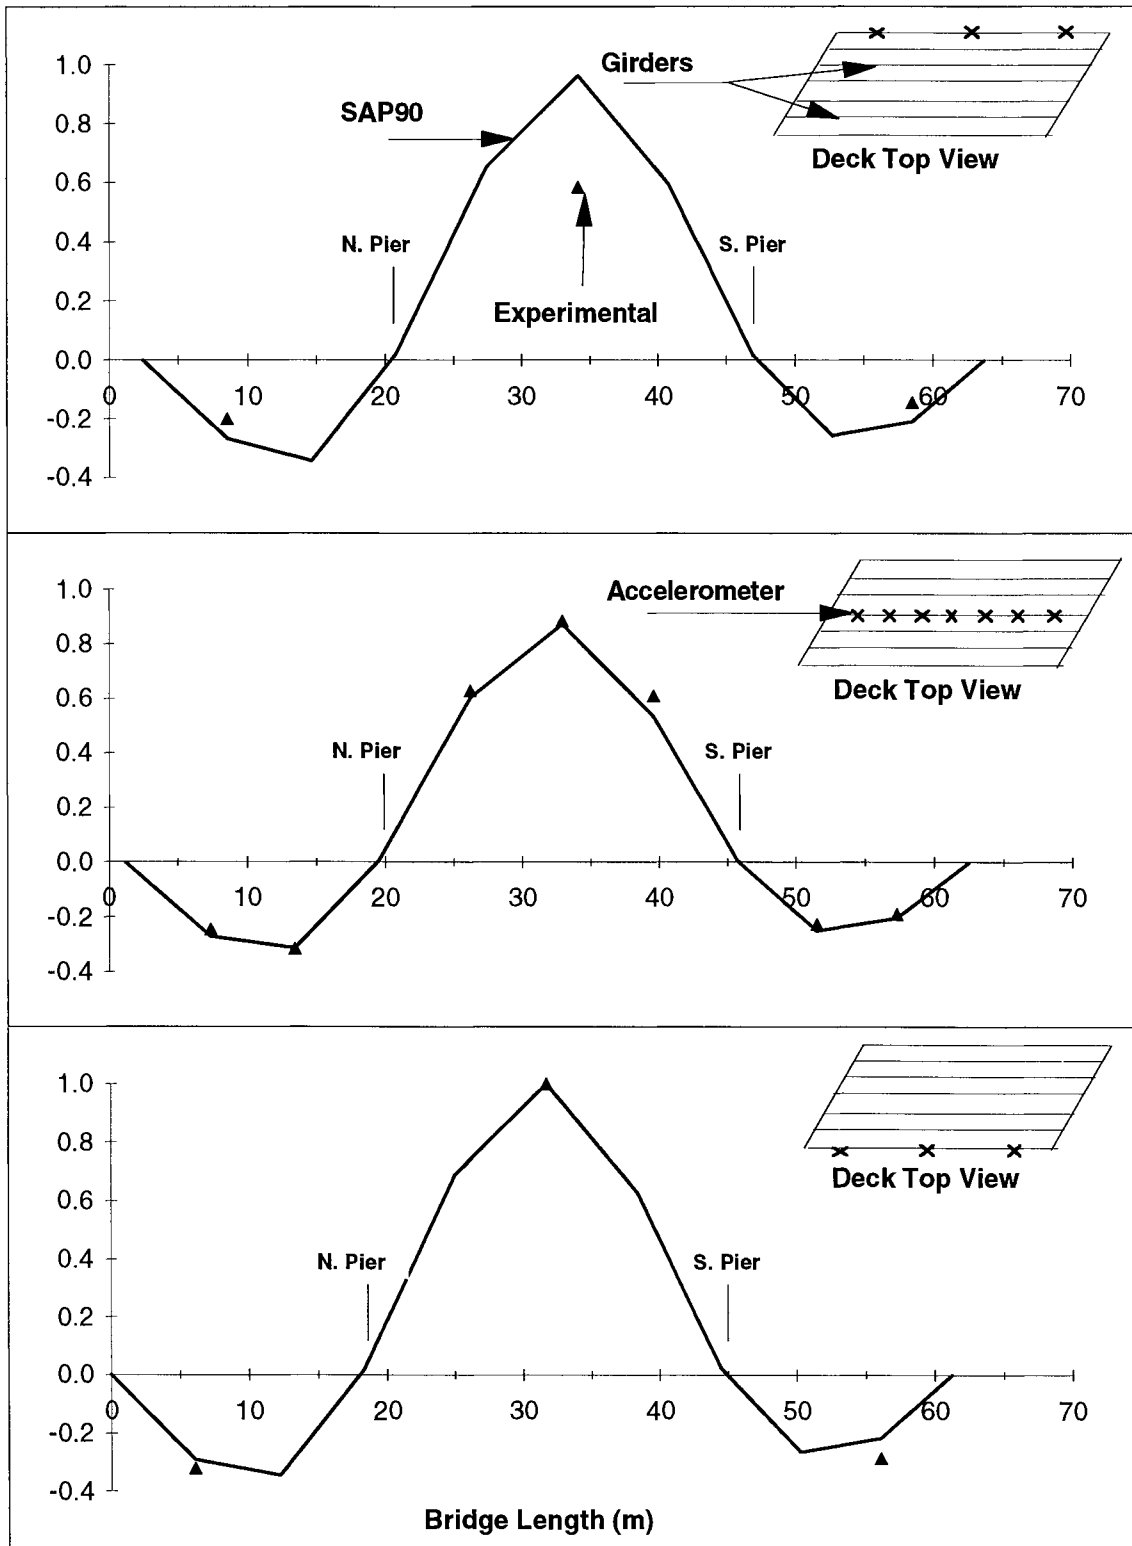 1.0
Girders
0.8
SAP90
Deck Top View
0.6
0.4
N. Pier
S. Pier
0.2
Experimental
0.0
0 10 20 30 40 50 60 70
-0.2
-0.4
1.0
Accelerometer
0.8
0.6
Deck Top View
0.4
N. Pier
S. Pier
0.2
0.0
0 10 20 30 40 50 60 70
-0.2
-0.4
1.0
0.8
Deck Top View
0.6
0.4
N. Pier
S. Pier
0.2
0.0
0 10 20 30 40 50 60 70
-0.2
-0.4
Bridge Length (m)